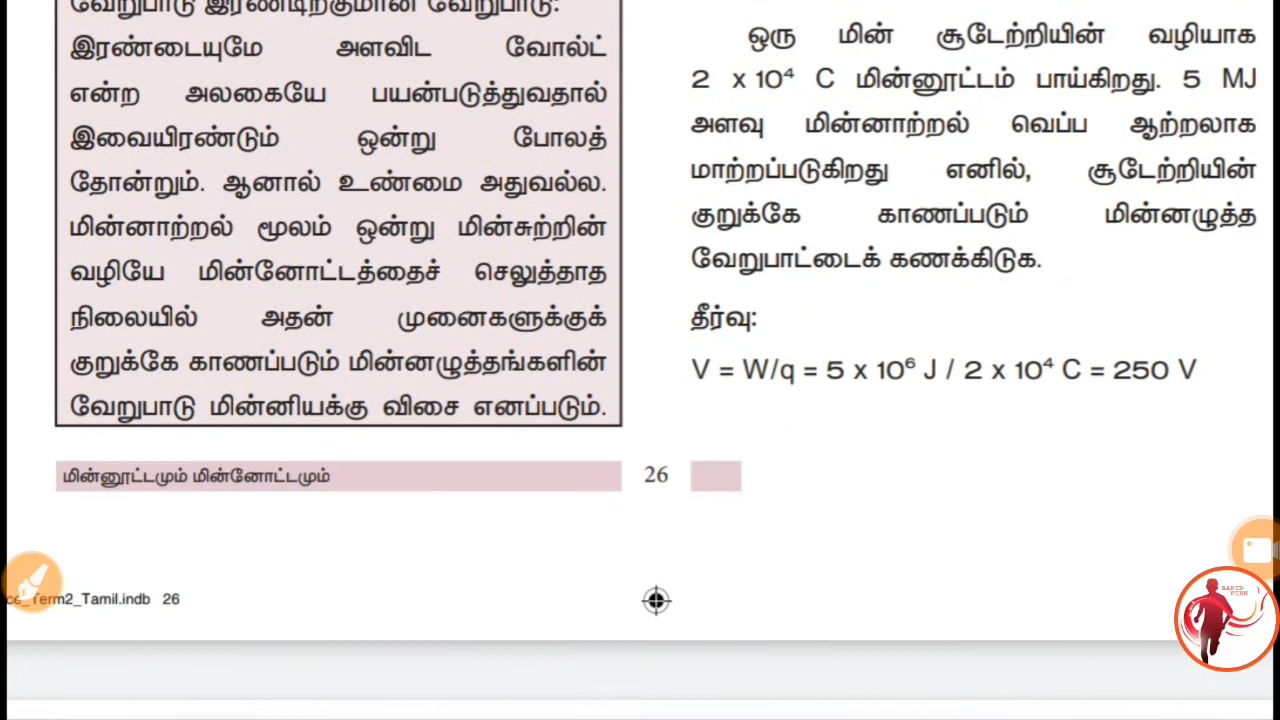 வேறுபாடு இரண்டிற்குமான வேறுபாடு:
இரண்டையுமே அளவிட வோல்ட்
என்ற அலகையே பயன்படுத்துவதால்
இவையிரண்டும் ஒன்று போலத்
தோன்றும். ஆனால் உண்மை அதுவல்ல.
மின்னாற்றல் மூலம் ஒன்று மின்சுற்றின்
வழியே மின்னோட்டத்தைச் செலுத்தாத
நிலையில் அதன் முனைகளுக்குக்
குறுக்கே காணப்படும் மின்னழுத்தங்களின்
வேறுபாடு மின்னியக்கு விசை எனப்படும்.
ஒரு மின் சூடேற்றியின் வழியாக
2 x 10⁴ C மின்னூட்டம் பாய்கிறது. 5 MJ
அளவு மின்னாற்றல் வெப்ப ஆற்றலாக
மாற்றப்படுகிறது எனில், சூடேற்றியின்
குறுக்கே காணப்படும் மின்னழுத்த
வேறுபாட்டைக் கணக்கிடுக.
தீர்வு:
V = W/q = 5 x 10⁶ J / 2 x 10⁴ C = 250 V
மின்னூட்டமும் மின்னோட்டமும்
26
ce_Term2_Tamil.indb 26
RAPID